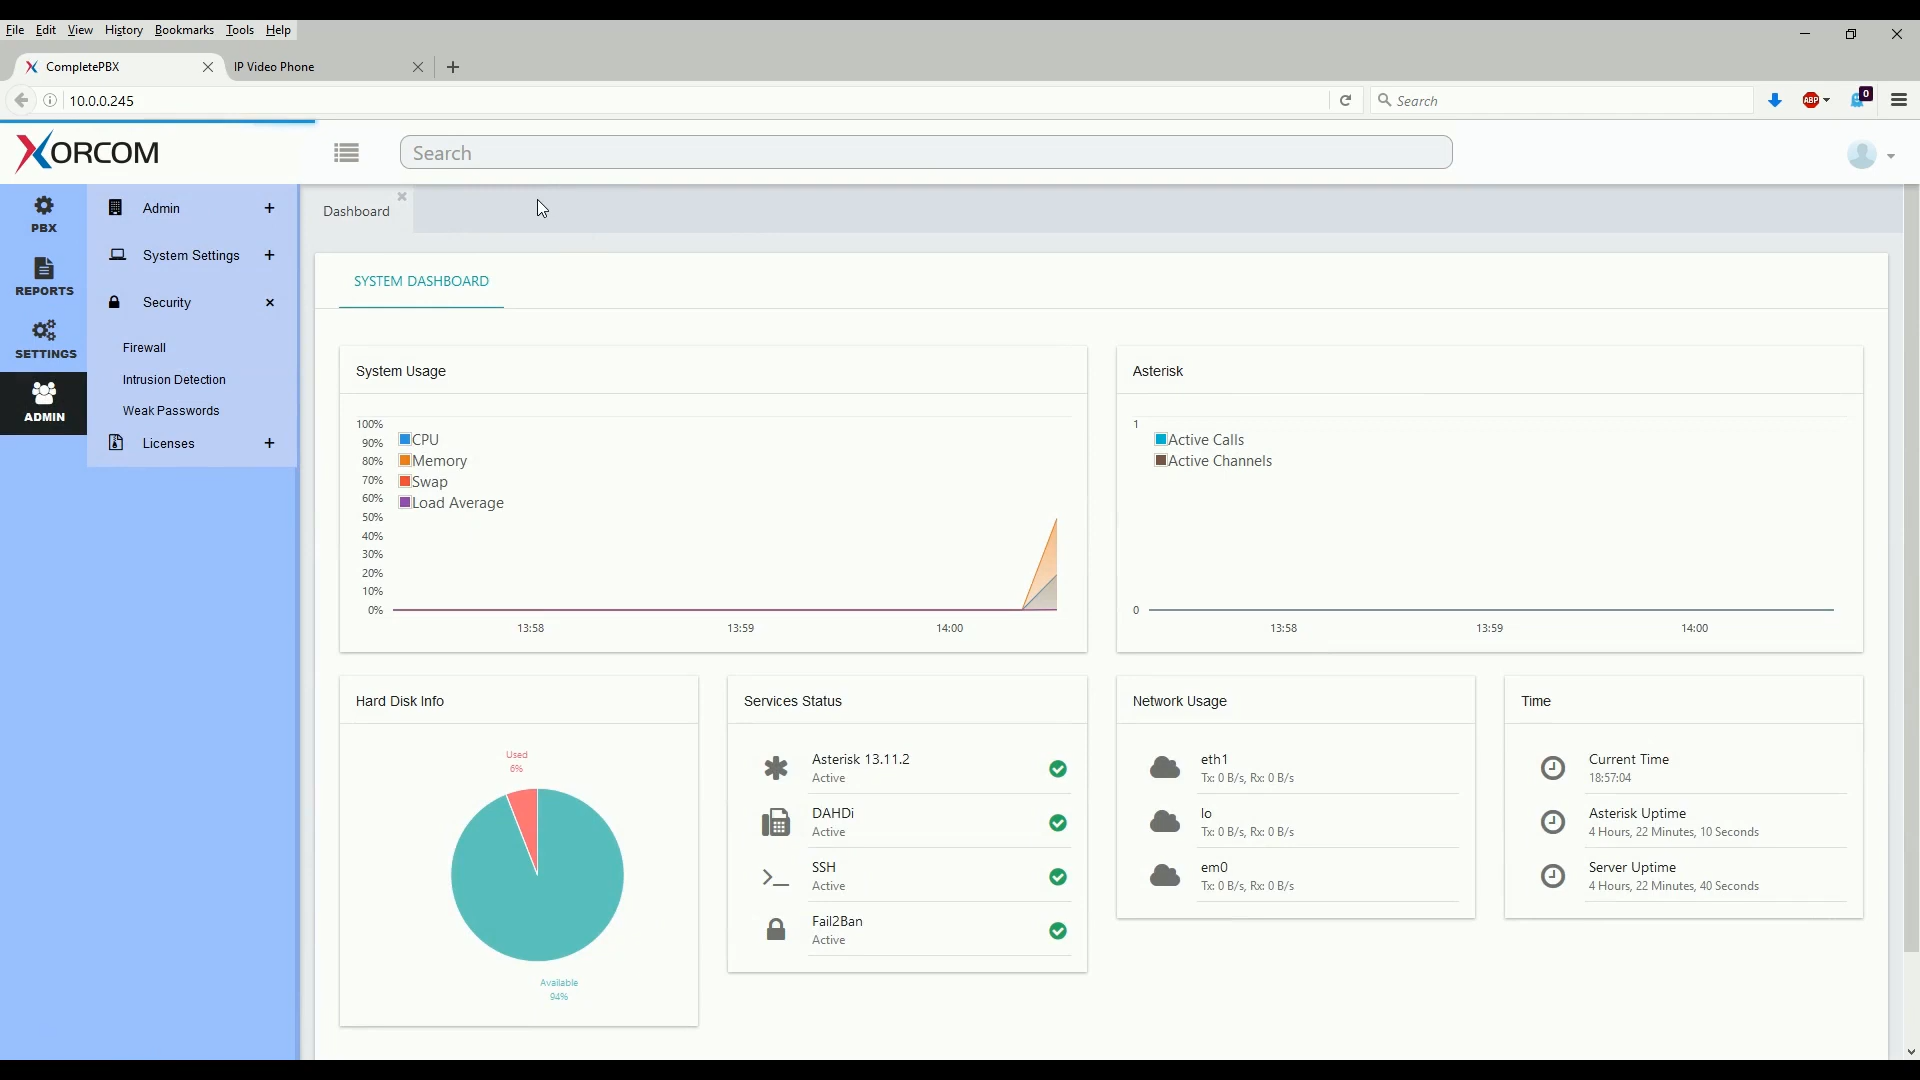 File Edit View History Bookmarks Tools Help
CompletePBX
IP Video Phone
10.0.0.245
Search
ABP
0
XORCOM
Search
PBX
REPORTS
SETTINGS
ADMIN
Admin +
System Settings +
Security ×
Firewall
Intrusion Detection
Weak Passwords
Licenses +
Dashboard
SYSTEM DASHBOARD
System Usage
100%
90%
80%
70%
60%
50%
40%
30%
20%
10%
0%
CPU
Memory
Swap
Load Average
13:58 13:59 14:00
Asterisk
1
0
Active Calls
Active Channels
13:58 13:59 14:00
Hard Disk Info
Used
6%
Available
94%
Services Status
Asterisk 13.11.2
Active
DAHDi
Active
SSH
Active
Fail2Ban
Active
Network Usage
eth1
Tx: 0 B/s, Rx: 0 B/s
lo
Tx: 0 B/s, Rx: 0 B/s
em0
Tx: 0 B/s, Rx: 0 B/s
Time
Current Time
18:57:04
Asterisk Uptime
4 Hours, 22 Minutes, 10 Seconds
Server Uptime
4 Hours, 22 Minutes, 40 Seconds